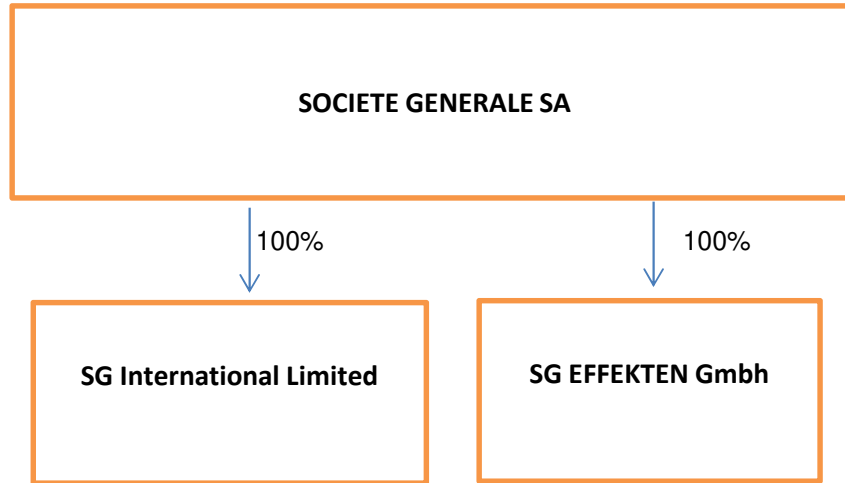 SOCIETE GENERALE SA
100%
100%
SG International Limited
SG EFFEKTEN Gmbh